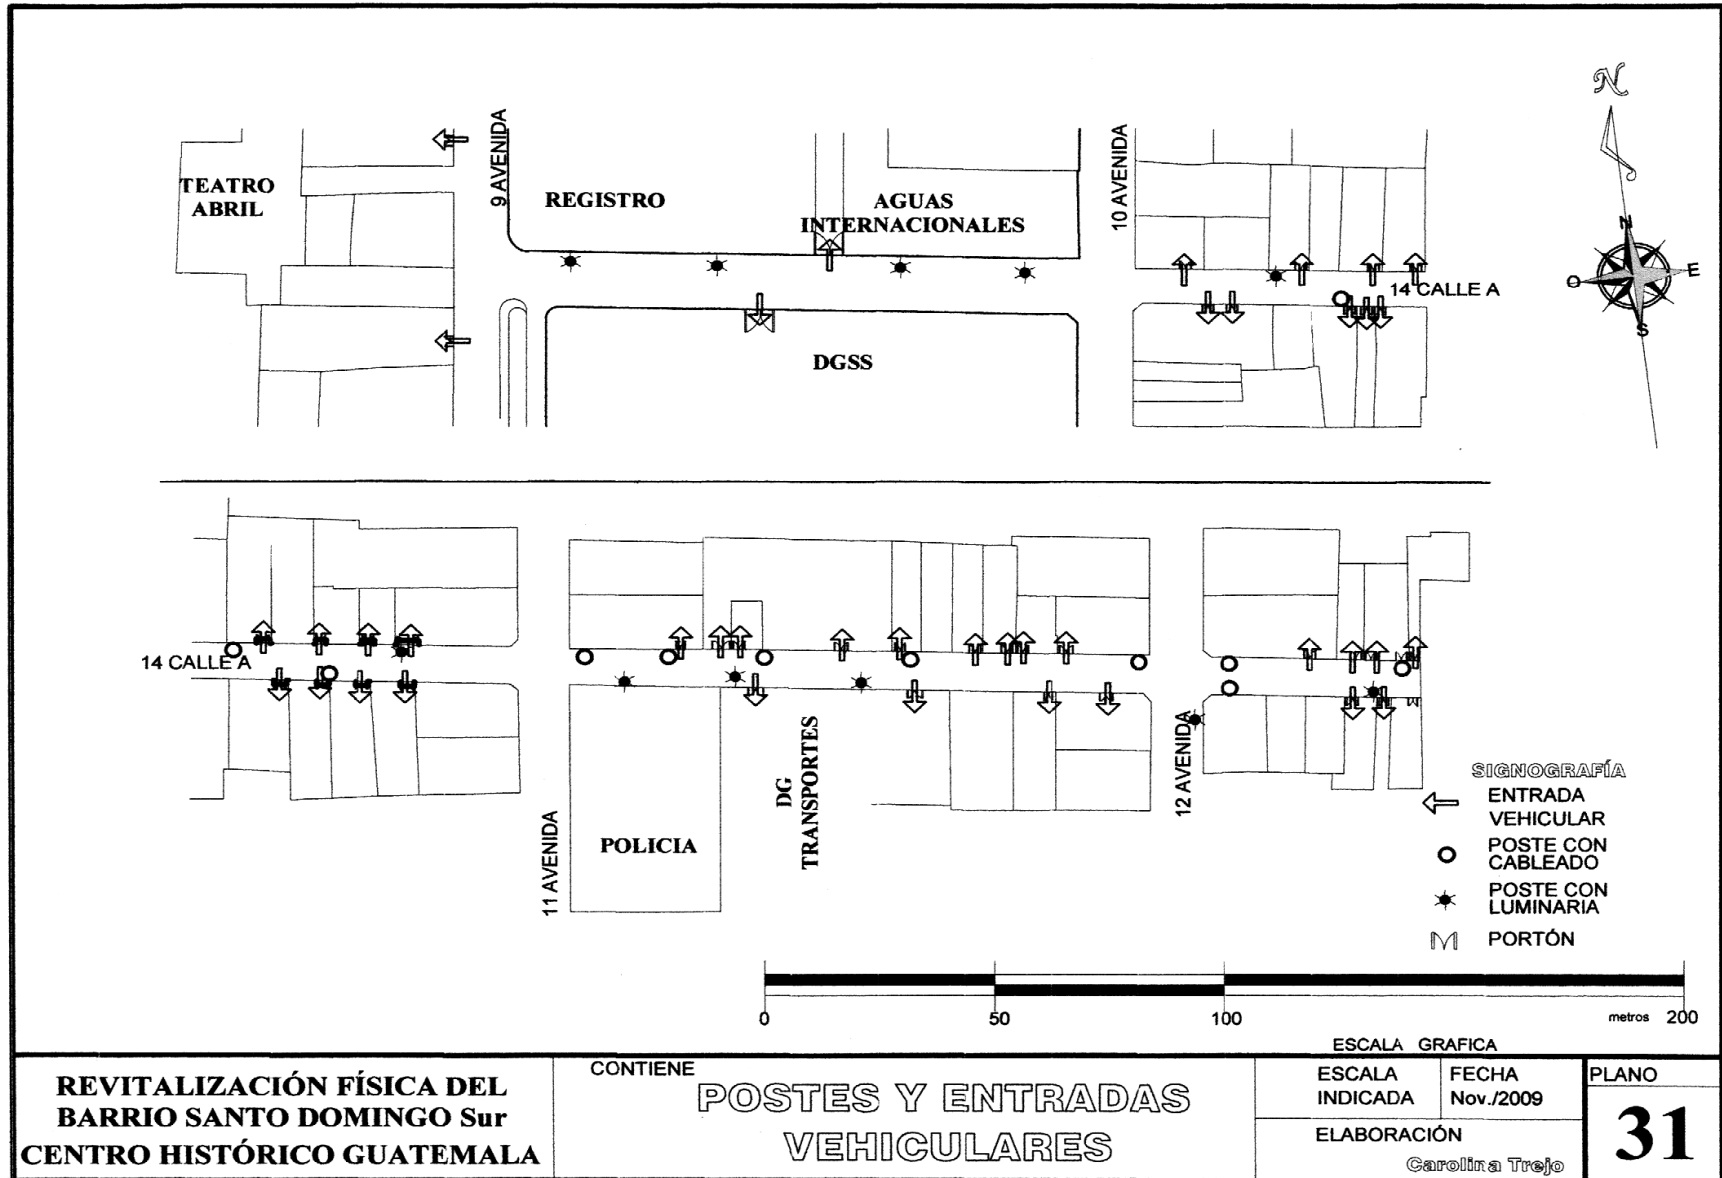 N
9 AVENIDA
10 AVENIDA
TEATRO
ABRIL
REGISTRO
AGUAS
INTERNACIONALES
N
E
O
S
14 CALLE A
DGSS
14 CALLE A
11 AVENIDA
POLICIA
DG
TRANSPORTES
12 AVENIDA
SIGNOGRAFÍA
ENTRADA
VEHICULAR
POSTE CON
CABLEADO
POSTE CON
LUMINARIA
PORTÓN
0 50 100 metros 200
ESCALA GRAFICA
REVITALIZACIÓN FÍSICA DEL
BARRIO SANTO DOMINGO Sur
CENTRO HISTÓRICO GUATEMALA
CONTIENE
POSTES Y ENTRADAS
VEHICULARES
ESCALA
INDICADA
FECHA
Nov./2009
ELABORACIÓN
Carolina Trejo
PLANO
31